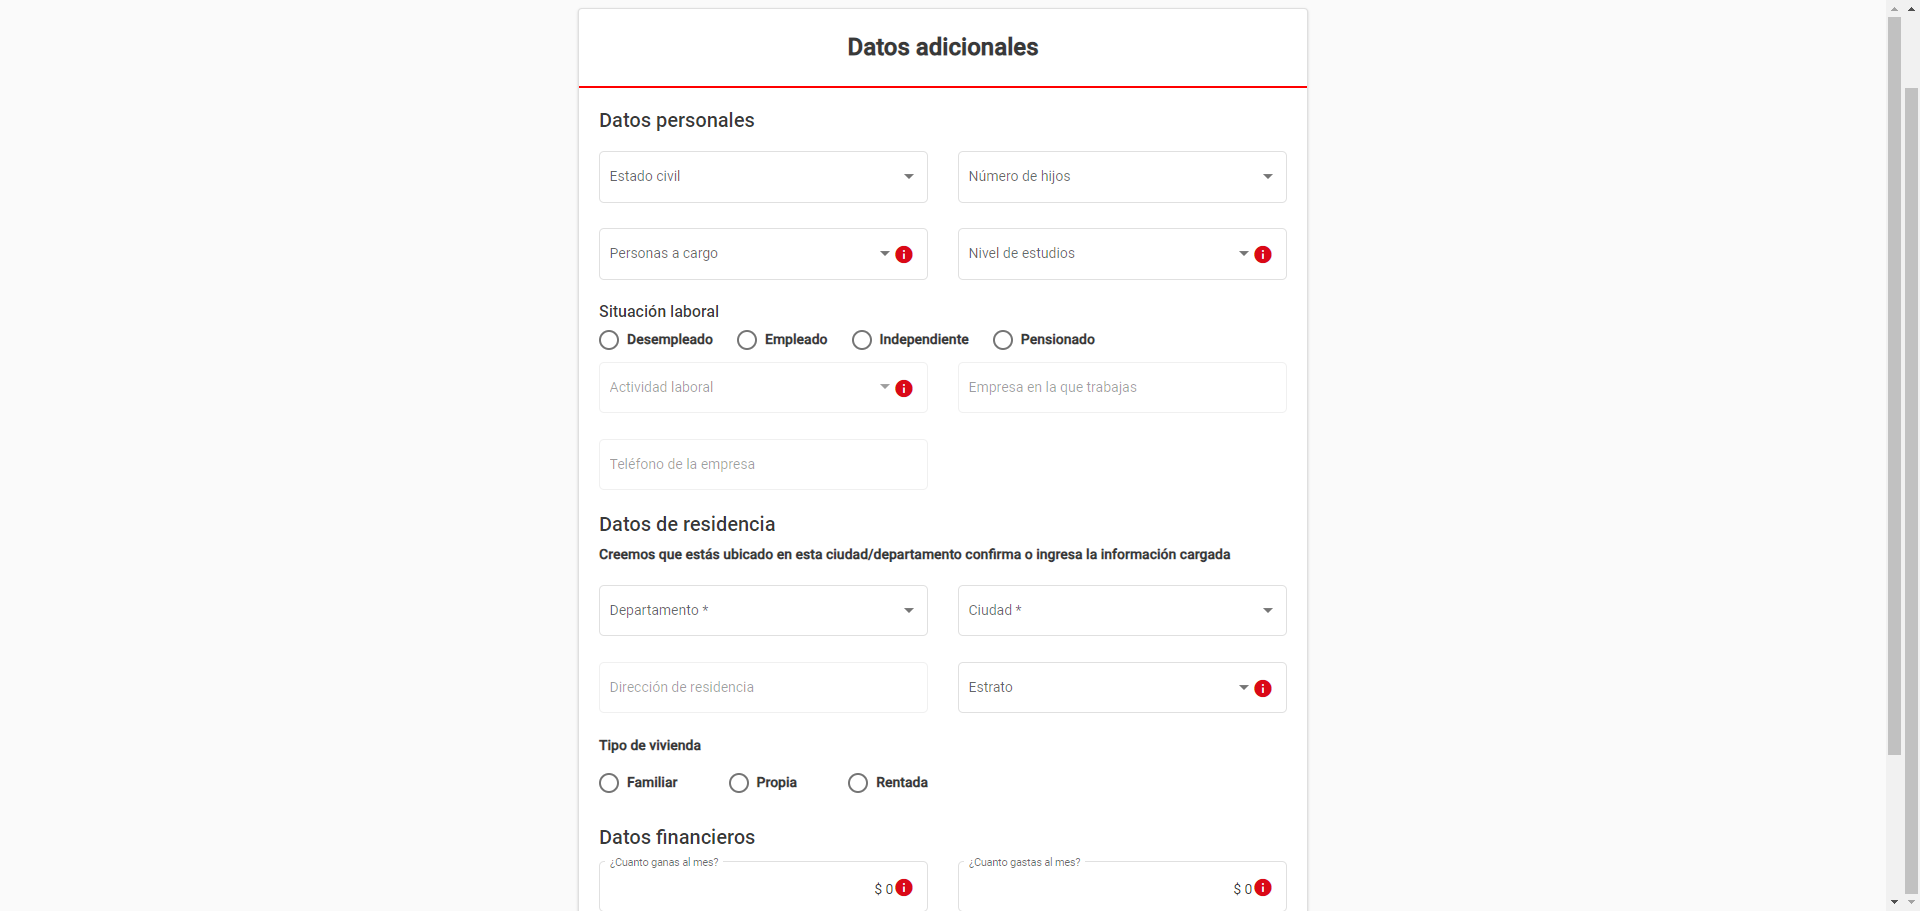 Datos adicionales
Datos personales
Estado civil
Número de hijos
Personas a cargo
Nivel de estudios
Situación laboral
Desempleado Empleado Independiente Pensionado
Actividad laboral
Empresa en la que trabajas
Teléfono de la empresa
Datos de residencia
Creemos que estás ubicado en esta ciudad/departamento confirma o ingresa la información cargada
Departamento *
Ciudad *
Dirección de residencia
Estrato
Tipo de vivienda
Familiar Propia Rentada
Datos financieros
¿Cuanto ganas al mes?
$ 0
¿Cuanto gastas al mes?
$ 0